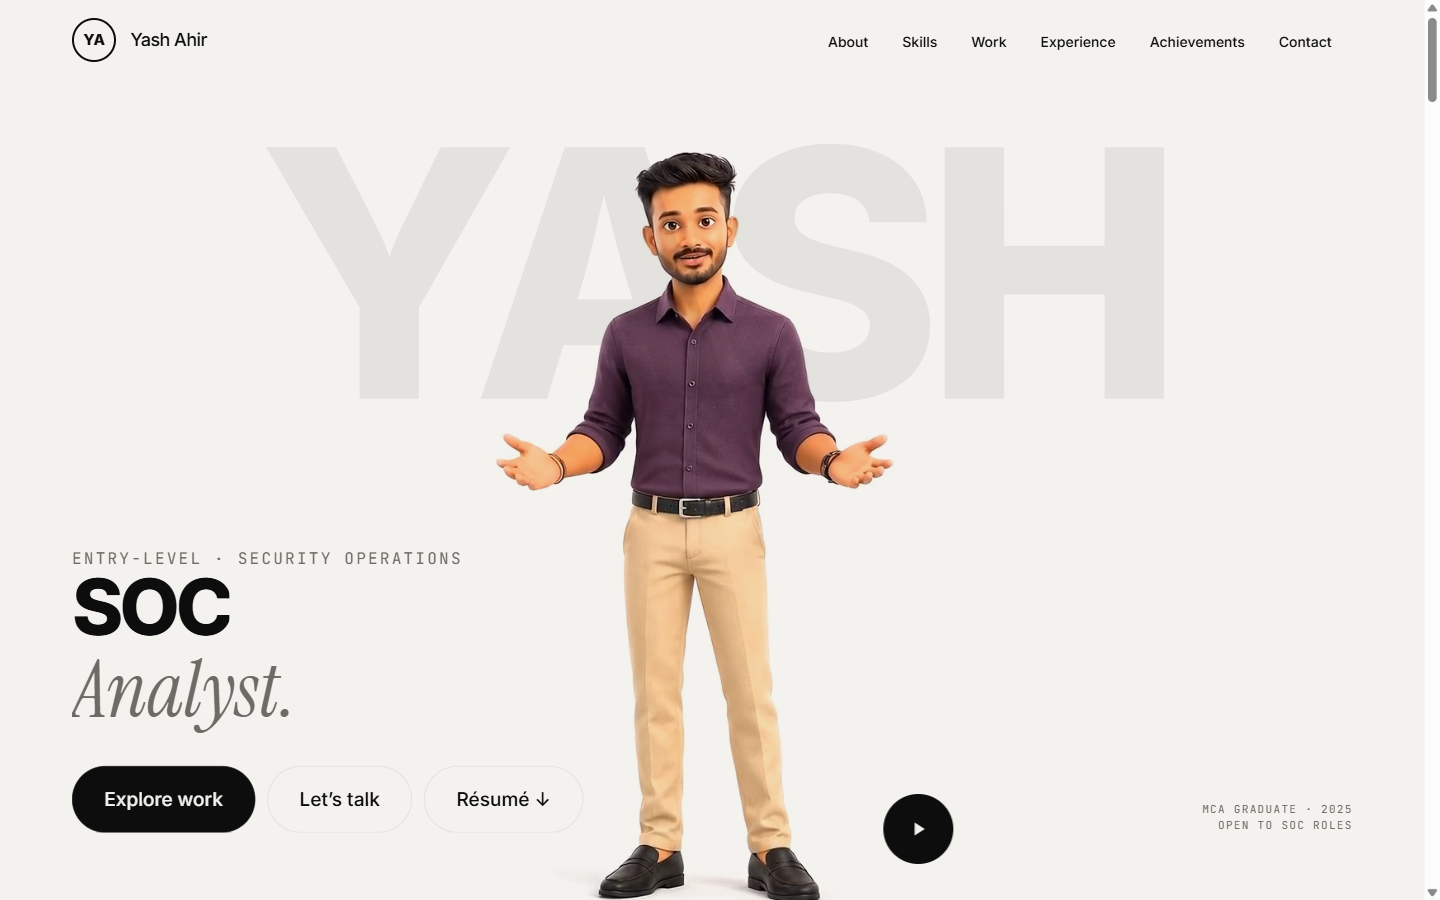 YA
Yash Ahir
About
Skills
Work
Experience
Achievements
Contact
YASH
ENTRY-LEVEL · SECURITY OPERATIONS
SOC
Analyst.
Explore work
Let’s talk
Résumé ↓
MCA GRADUATE · 2025
OPEN TO SOC ROLES